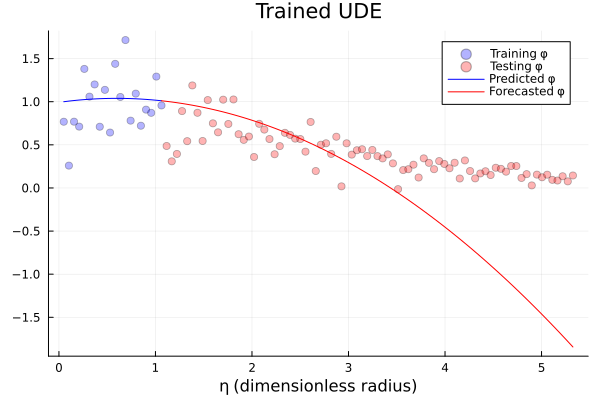 Trained UDE
Training φ
Testing φ
Predicted φ
Forecasted φ
1.5
1.0
0.5
0.0
−0.5
−1.0
−1.5
0 1 2 3 4 5
η (dimensionless radius)